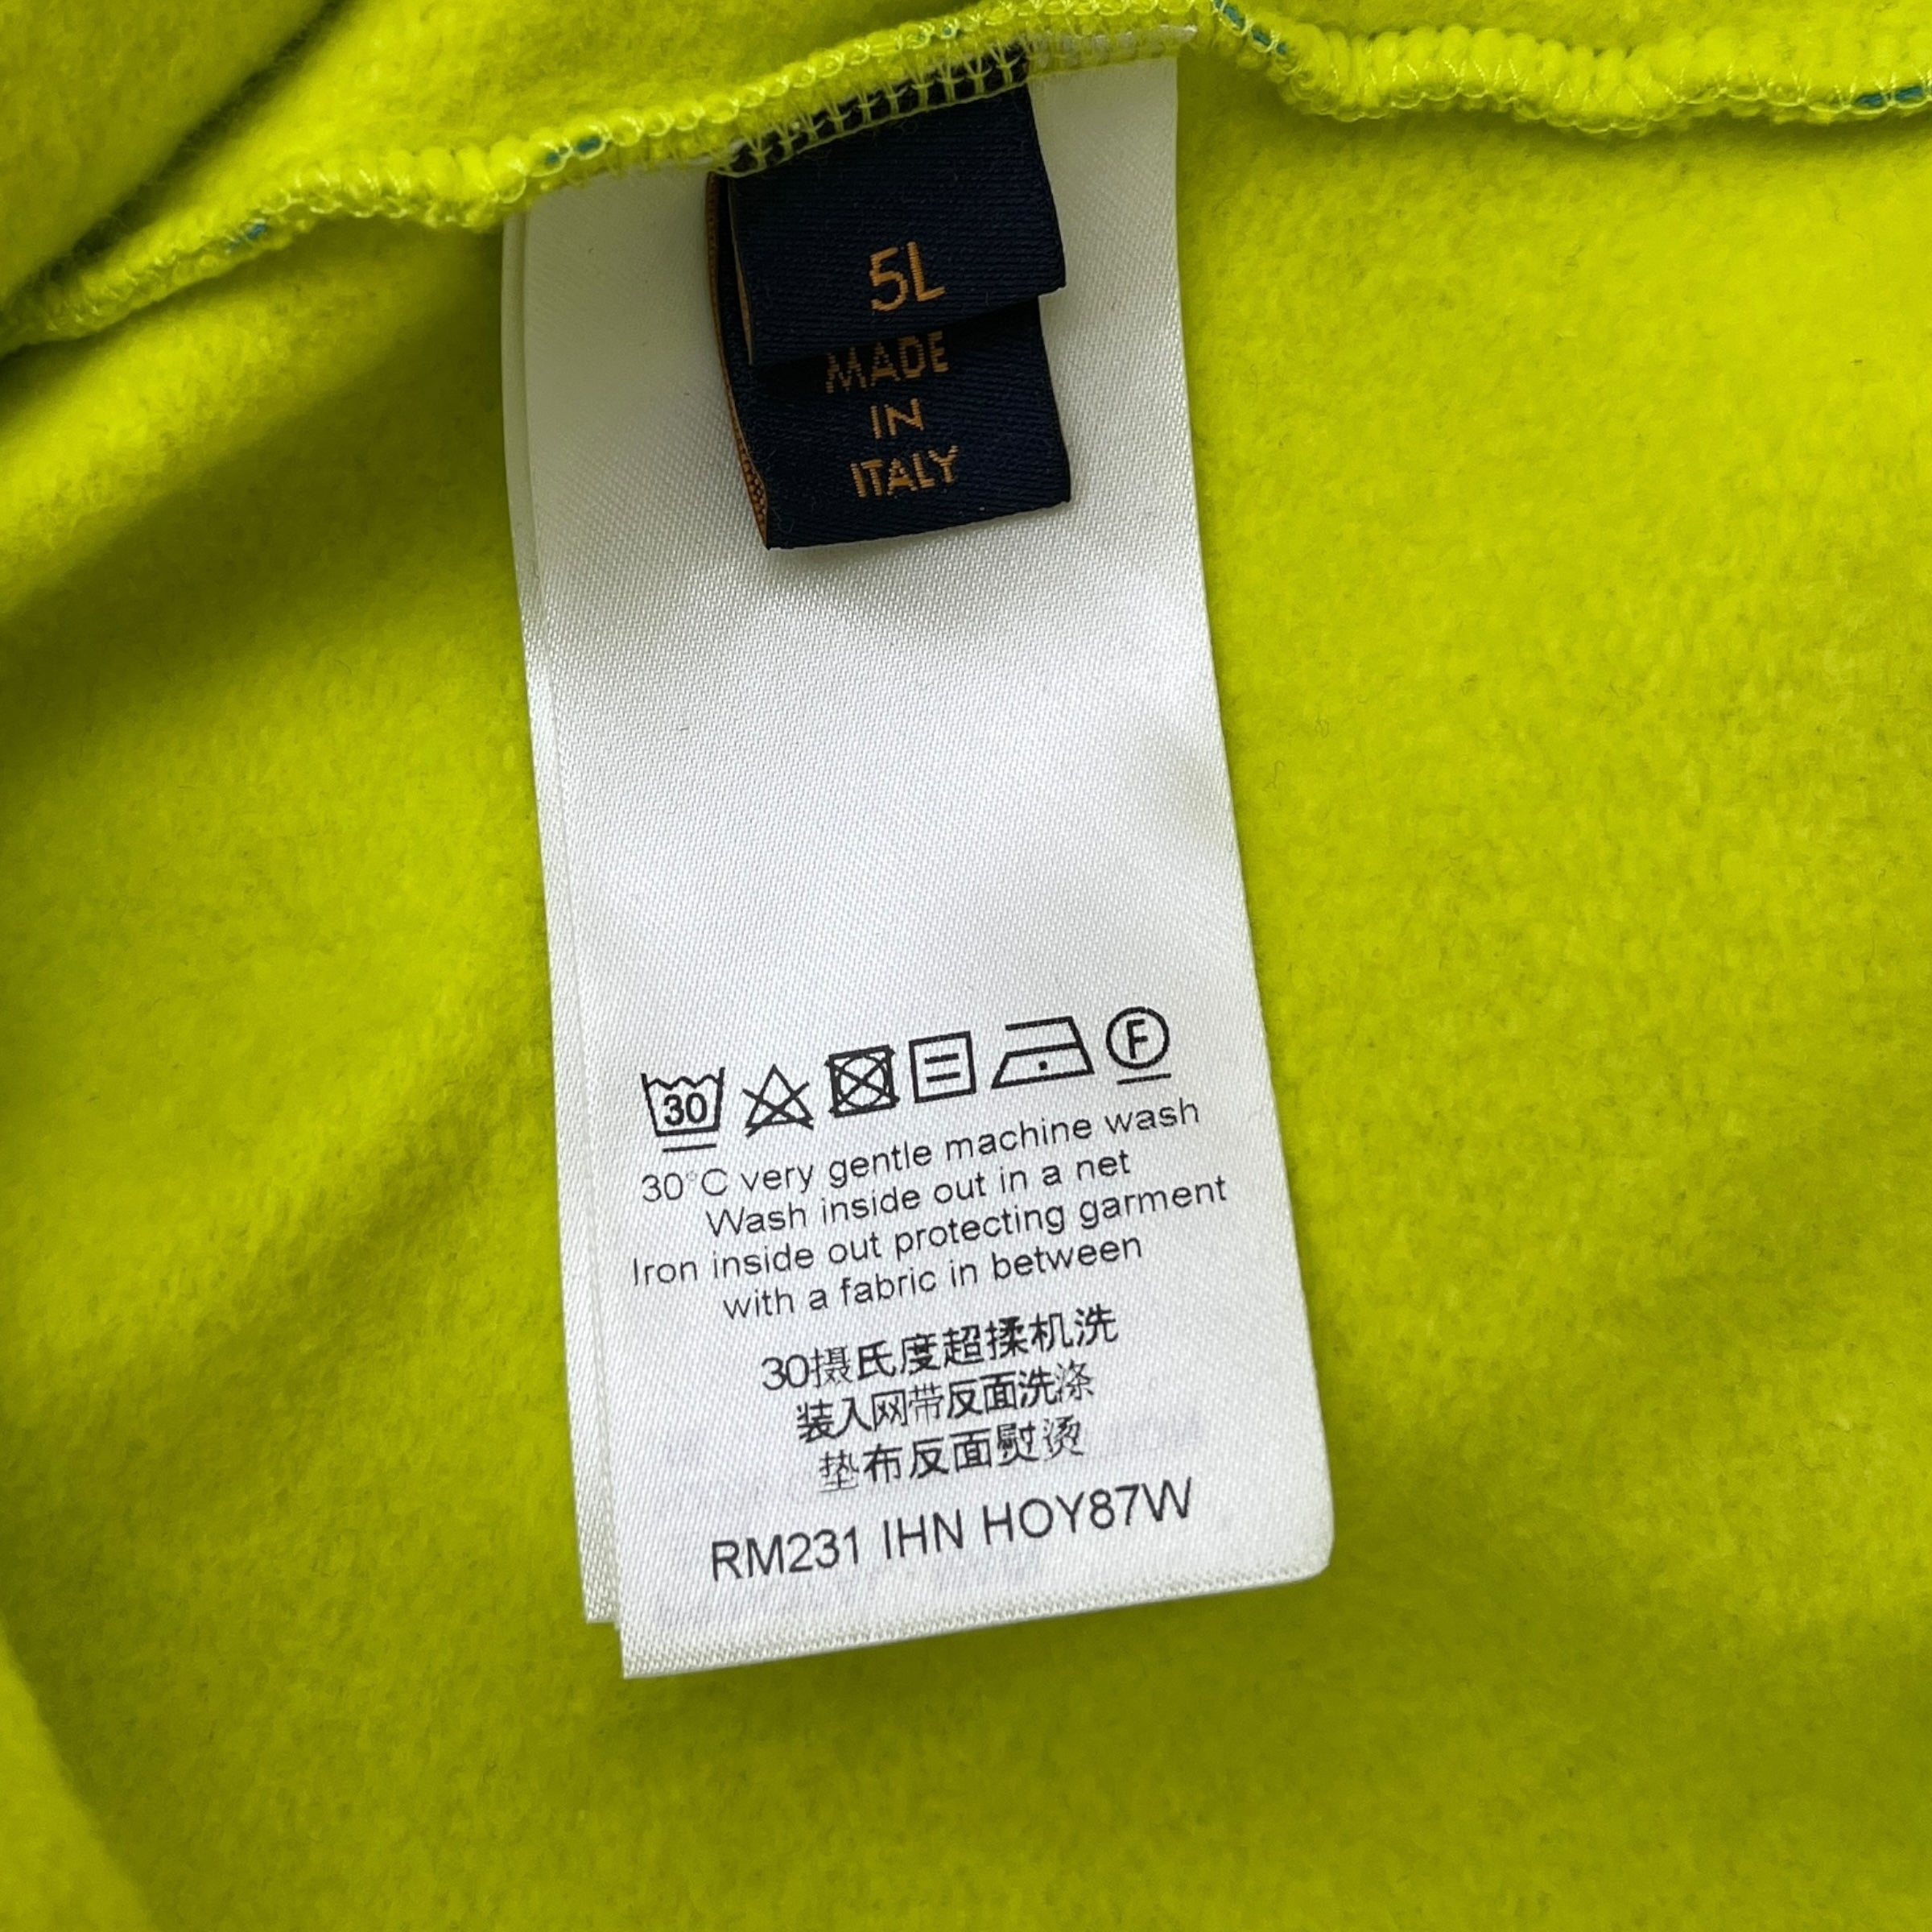 5L
MADE
IN
ITALY
30
F
30°C very gentle machine wash
Wash inside out in a net
Iron inside out protecting garment
with a fabric in between
30摄氏度超揉机洗
装入网带反面洗涤
垫布反面熨烫
RM231 IHN HOY87W